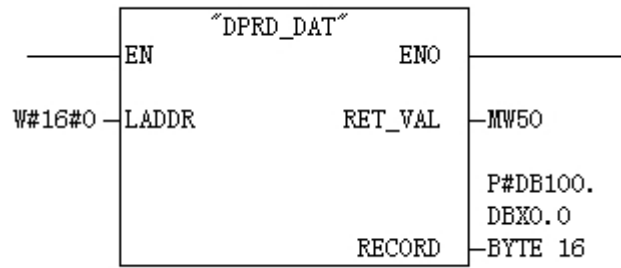 "DPRD_DAT"
EN ENO
W#16#0 LADDR RET_VAL MW50
P#DB100.
DBX0.0
RECORD BYTE 16